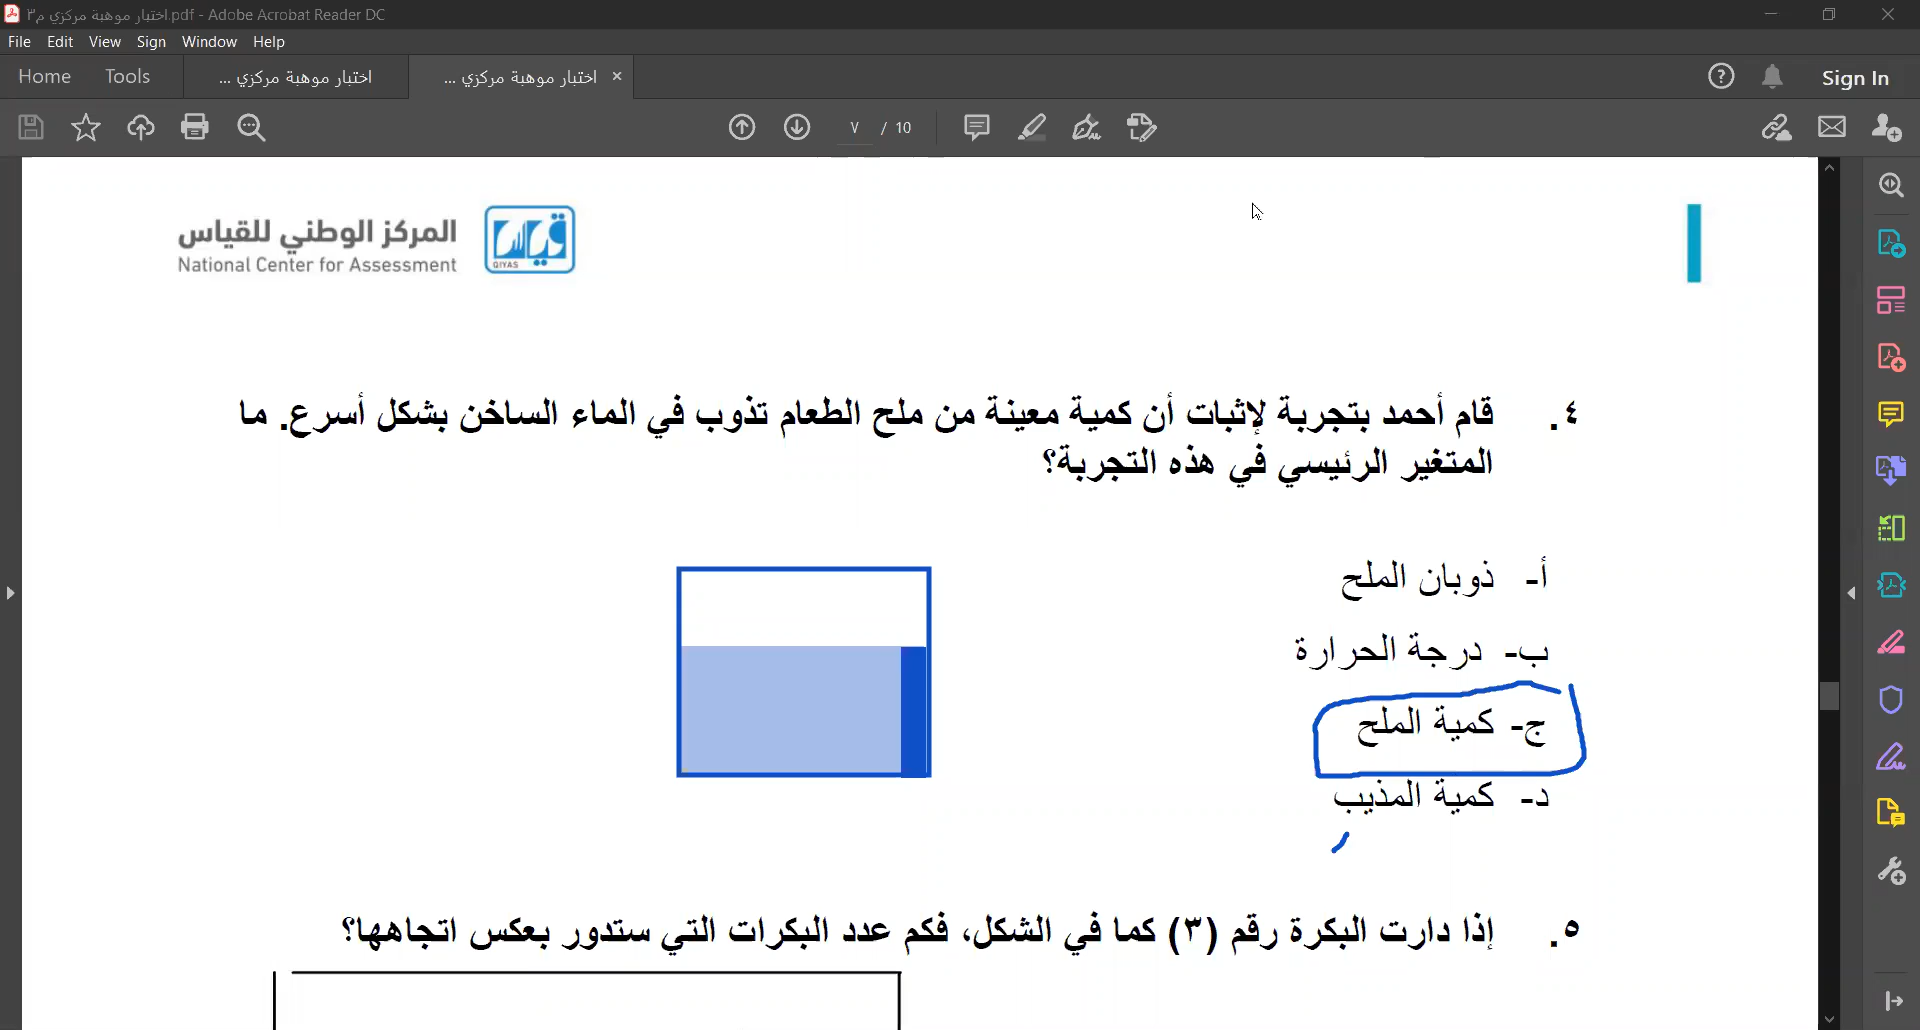 اختبار موهبة مركزي م٣.pdf - Adobe Acrobat Reader DC
File Edit View Sign Window Help
Home Tools اختبار موهبة مركزي ... اختبار موهبة مركزي ... × Sign In
٧ / 10
المركز الوطني للقياس
National Center for Assessment
قياس
QIYAS
٤. قام أحمد بتجربة لإثبات أن كمية معينة من ملح الطعام تذوب في الماء الساخن بشكل أسرع. ما
المتغير الرئيسي في هذه التجربة؟
أ- ذوبان الملح
ب- درجة الحرارة
ج- كمية الملح
د- كمية المذيب
٥. إذا دارت البكرة رقم (٣) كما في الشكل، فكم عدد البكرات التي ستدور بعكس اتجاهها؟